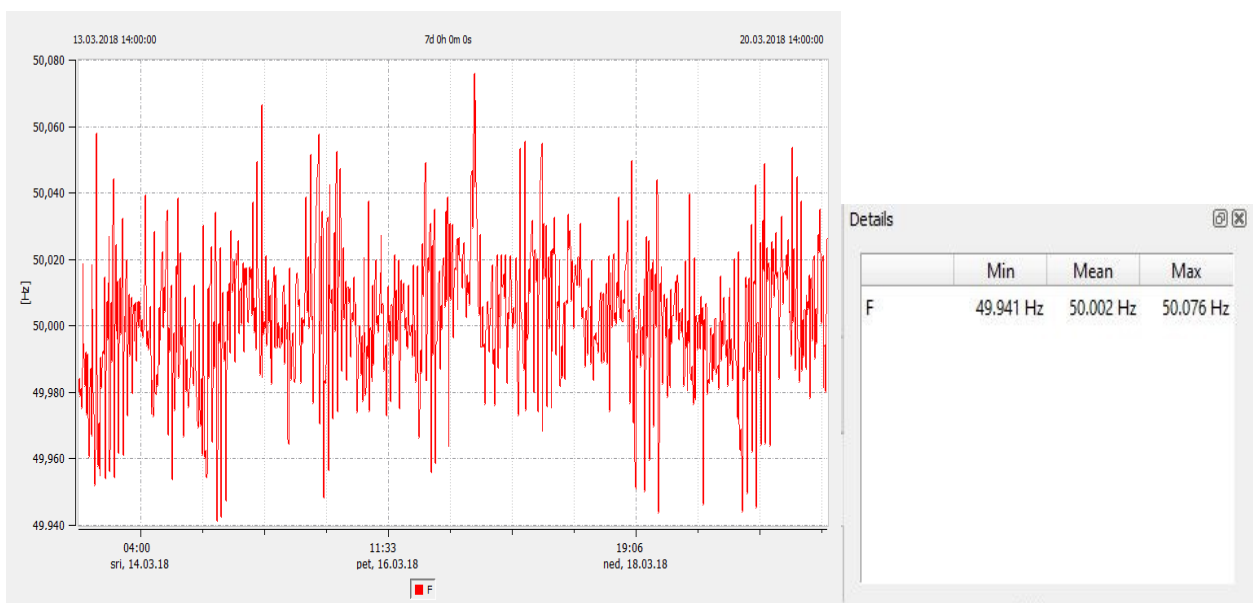 13.03.2018 14:00:00 7d 0h 0m 0s 20.03.2018 14:00:00
50,080
50,060
50,040
50,020
50,000
49,980
49,960
49,940
[Hz]
04:00 11:33 19:06
sri, 14.03.18 pet, 16.03.18 ned, 18.03.18
F
Details
Min Mean Max
F 49.941 Hz 50.002 Hz 50.076 Hz